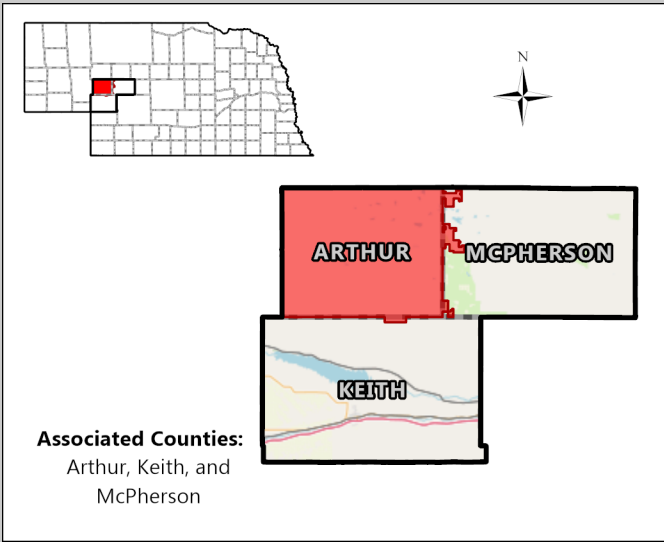 N
ARTHUR
MCPHERSON
KEITH
Associated Counties:
Arthur, Keith, and
McPherson